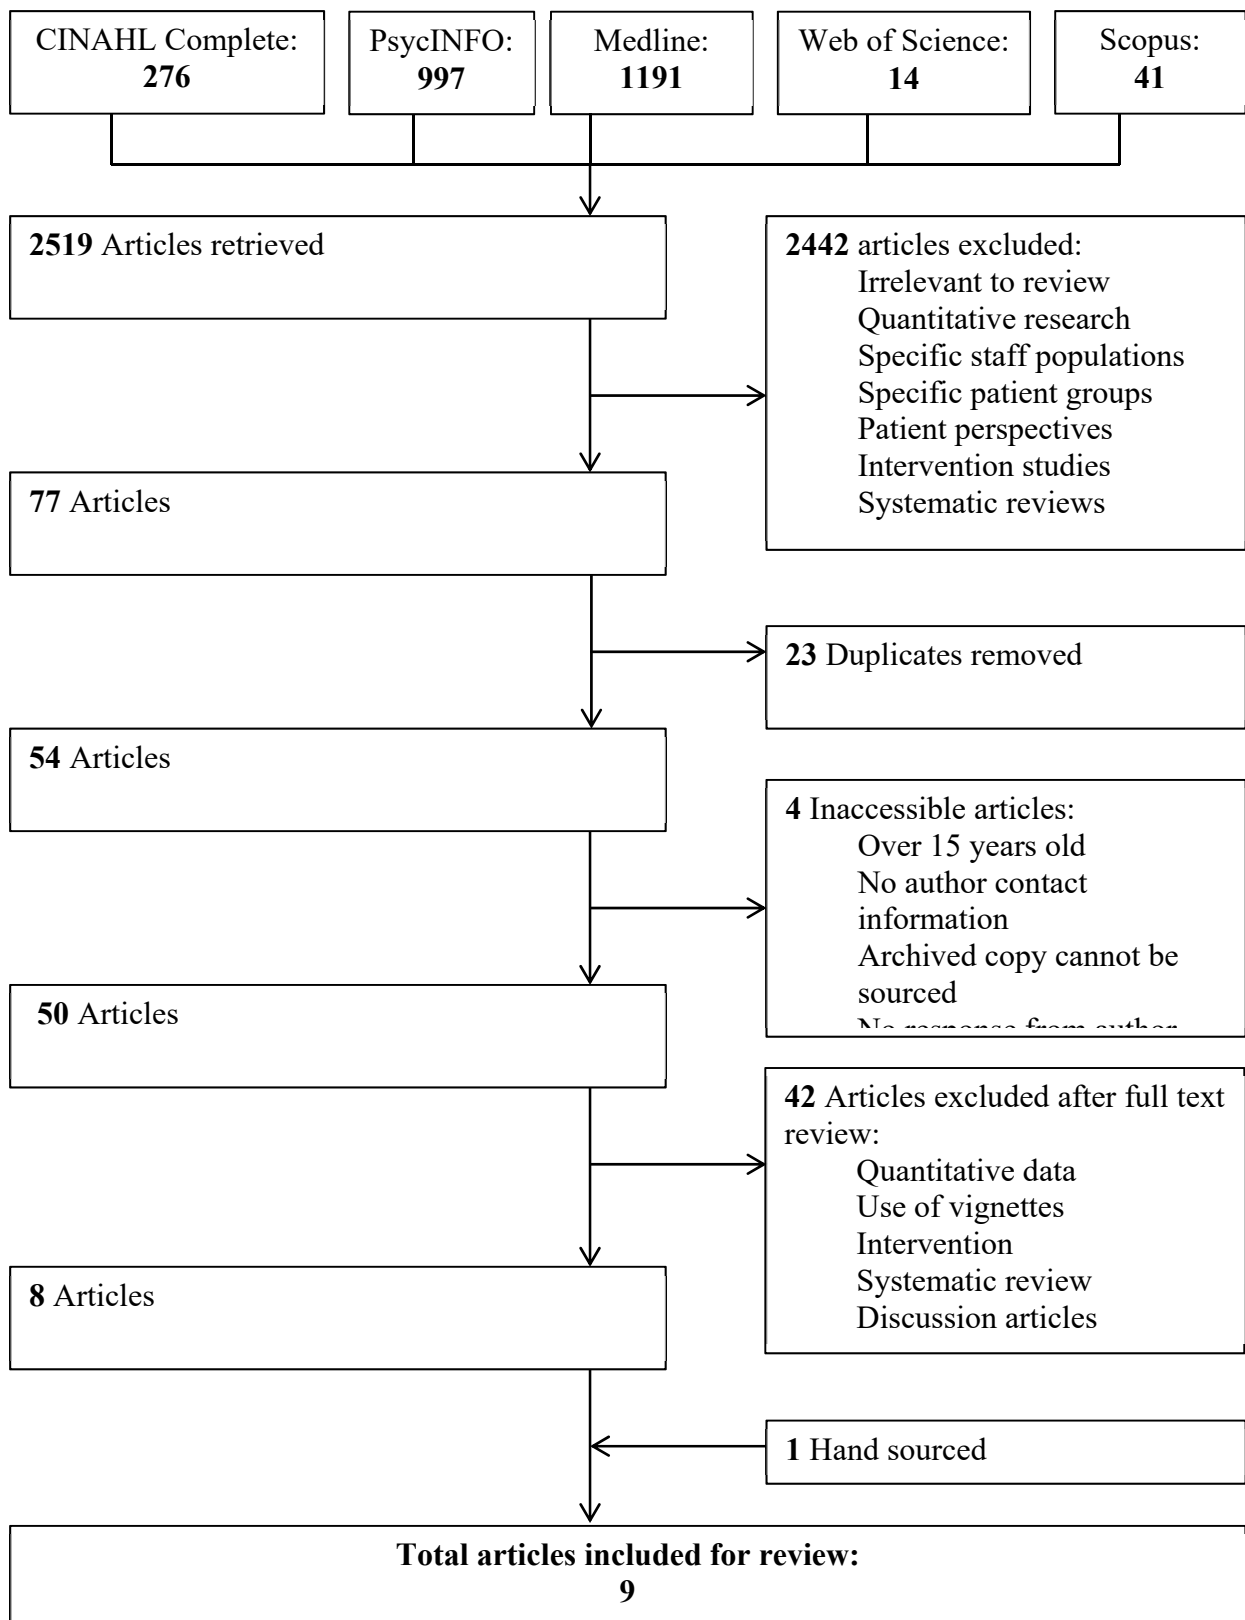 CINAHL Complete:
276
PsycINFO:
997
Medline:
1191
Web of Science:
14
Scopus:
41
2519 Articles retrieved
2442 articles excluded:
Irrelevant to review
Quantitative research
Specific staff populations
Specific patient groups
Patient perspectives
Intervention studies
Systematic reviews
77 Articles
23 Duplicates removed
54 Articles
4 Inaccessible articles:
Over 15 years old
No author contact
information
Archived copy cannot be
sourced
No response from author
50 Articles
42 Articles excluded after full text
review:
Quantitative data
Use of vignettes
Intervention
Systematic review
Discussion articles
8 Articles
1 Hand sourced
Total articles included for review:
9